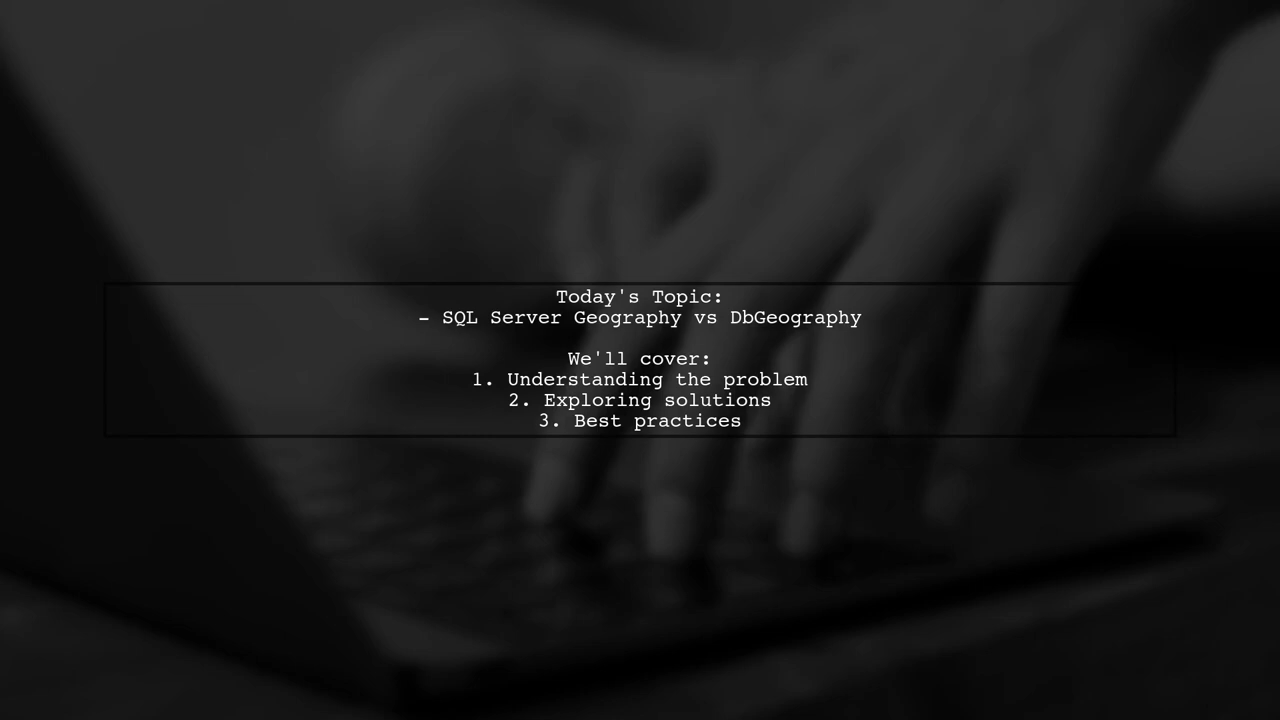 Today's Topic:
- SQL Server Geography vs DbGeography
We'll cover:
1. Understanding the problem
2. Exploring solutions
3. Best practices